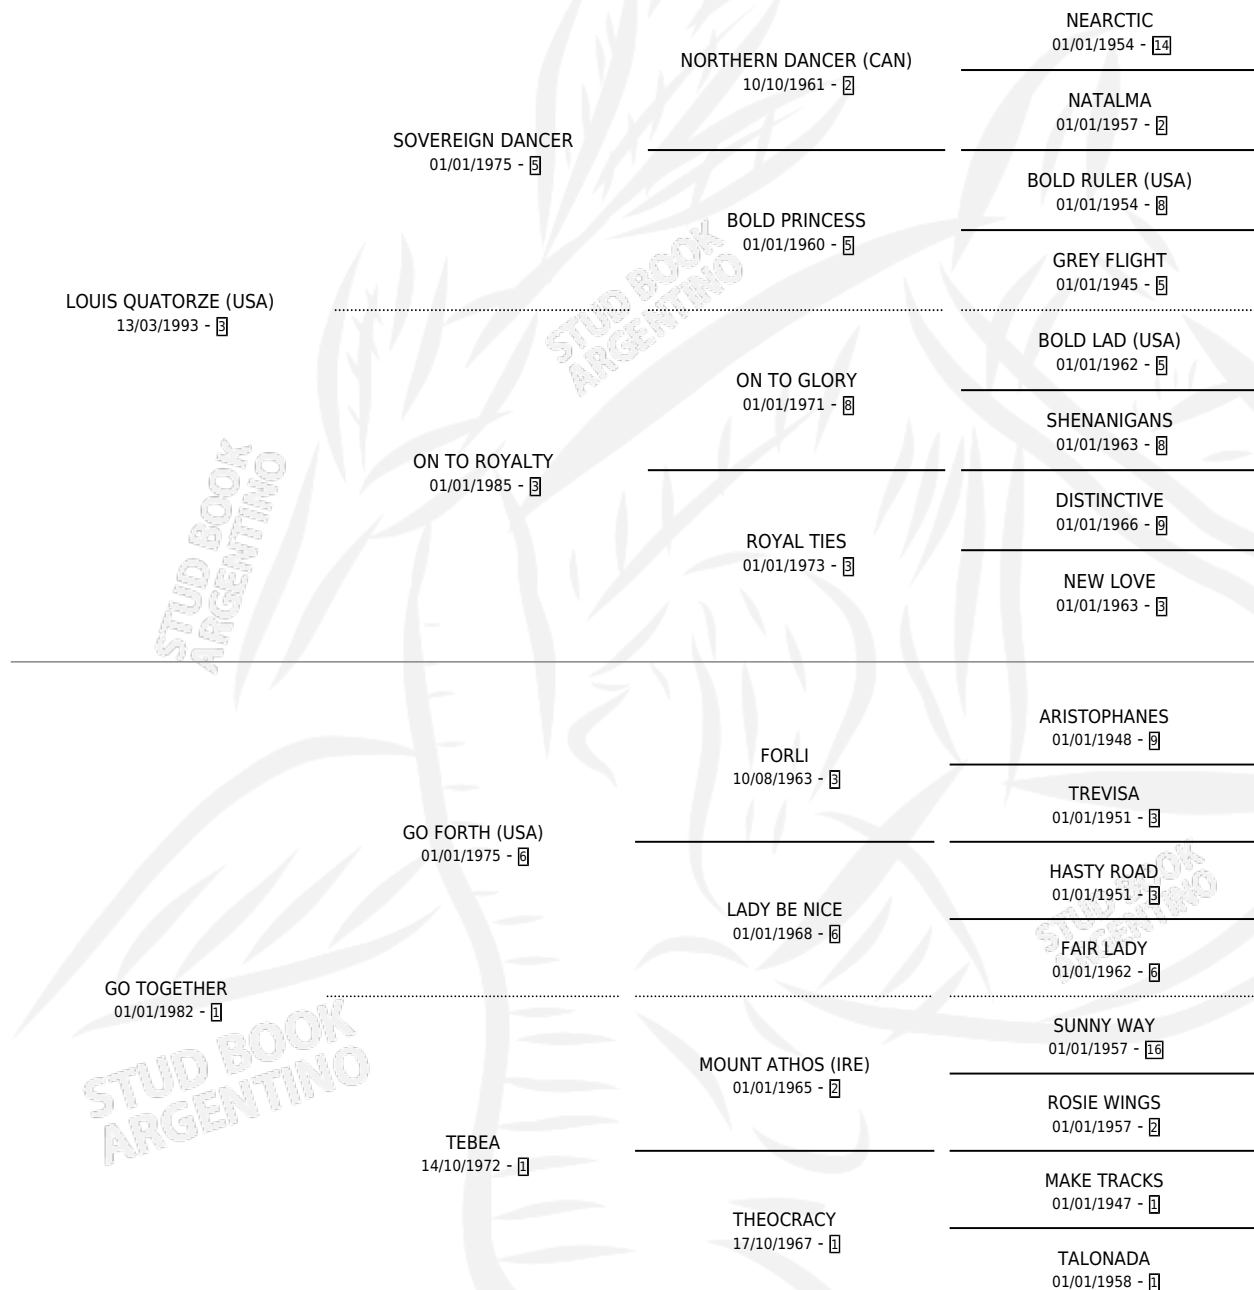 NEARCTIC
01/01/1954 - 14
NORTHERN DANCER (CAN)
10/10/1961 - 2
NATALMA
01/01/1957 - 2
SOVEREIGN DANCER
01/01/1975 - 5
BOLD RULER (USA)
01/01/1954 - 8
BOLD PRINCESS
01/01/1960 - 5
GREY FLIGHT
01/01/1945 - 5
STUD BOOK
ARGENTINO
LOUIS QUATORZE (USA)
13/03/1993 - 3
BOLD LAD (USA)
01/01/1962 - 5
ON TO GLORY
01/01/1971 - 8
SHENANIGANS
01/01/1963 - 8
ON TO ROYALTY
01/01/1985 - 3
DISTINCTIVE
01/01/1966 - 9
ROYAL TIES
01/01/1973 - 3
NEW LOVE
01/01/1963 - 3
STUD BOOK
ARGENTINO
ARISTOPHANES
01/01/1948 - 9
FORLI
10/08/1963 - 3
TREVISA
01/01/1951 - 3
GO FORTH (USA)
01/01/1975 - 6
HASTY ROAD
01/01/1951 - 3
LADY BE NICE
01/01/1968 - 6
FAIR LADY
01/01/1962 - 6
STUD BOOK
ARGENTINO
GO TOGETHER
01/01/1982 - 1
SUNNY WAY
01/01/1957 - 16
MOUNT ATHOS (IRE)
01/01/1965 - 2
ROSIE WINGS
01/01/1957 - 2
STUD BOOK
ARGENTINO
TEBEA
14/10/1972 - 1
MAKE TRACKS
01/01/1947 - 1
THEOCRACY
17/10/1967 - 1
TALONADA
01/01/1958 - 1